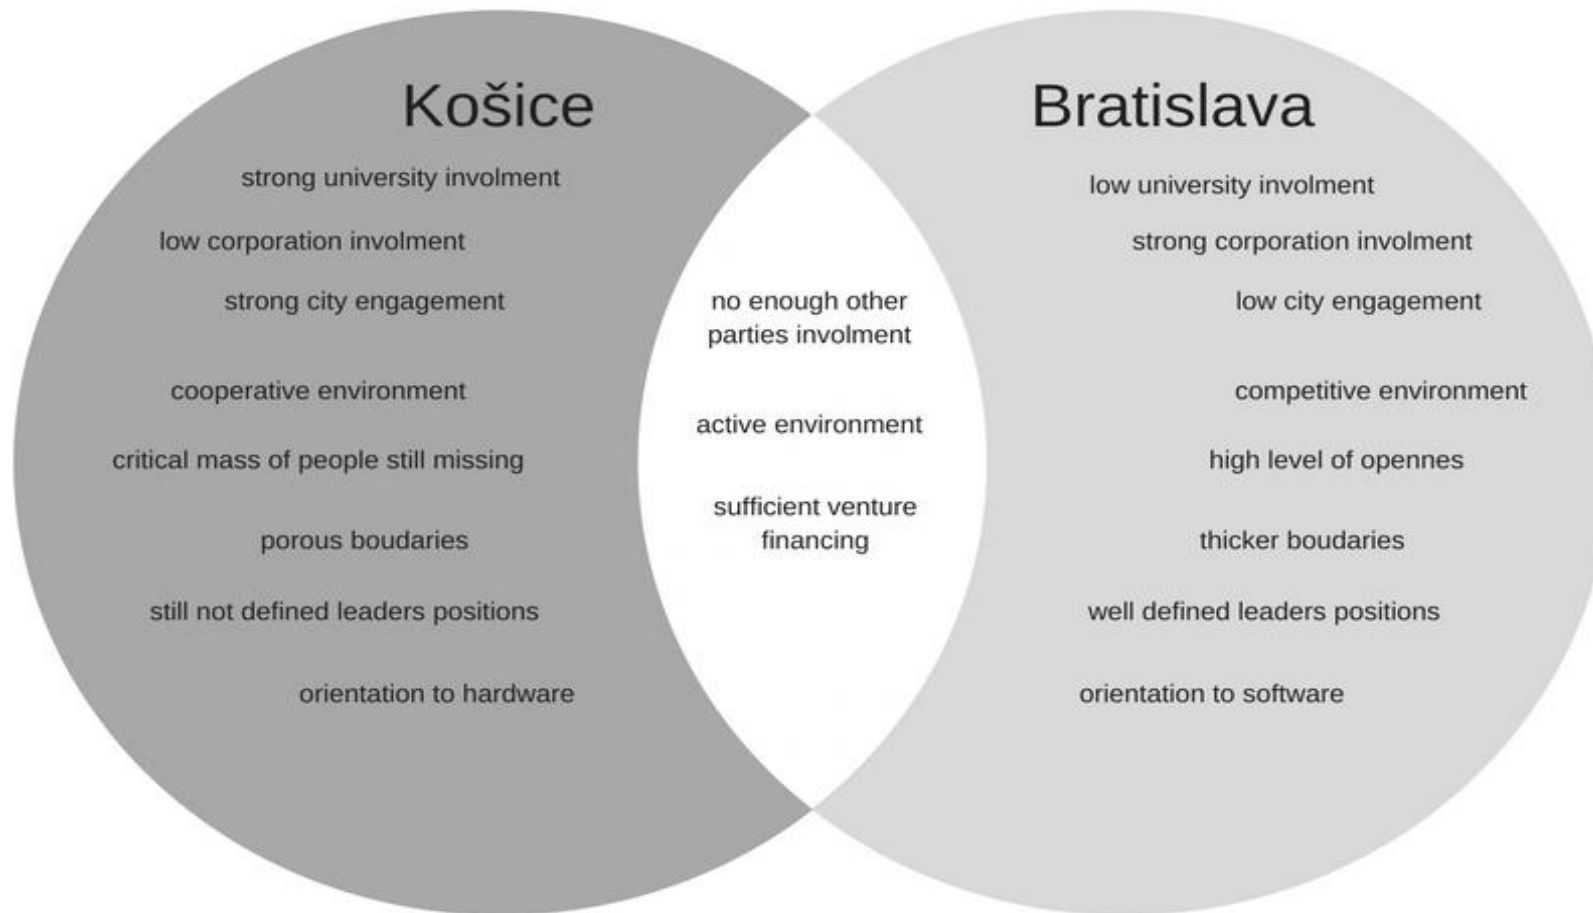 Košice
strong university involment
low corporation involment
strong city engagement
cooperative environment
critical mass of people still missing
porous boudaries
still not defined leaders positions
orientation to hardware
no enough other
parties involment
active environment
sufficient venture
financing
Bratislava
low university involment
strong corporation involment
low city engagement
competitive environment
high level of opennes
thicker boudaries
well defined leaders positions
orientation to software